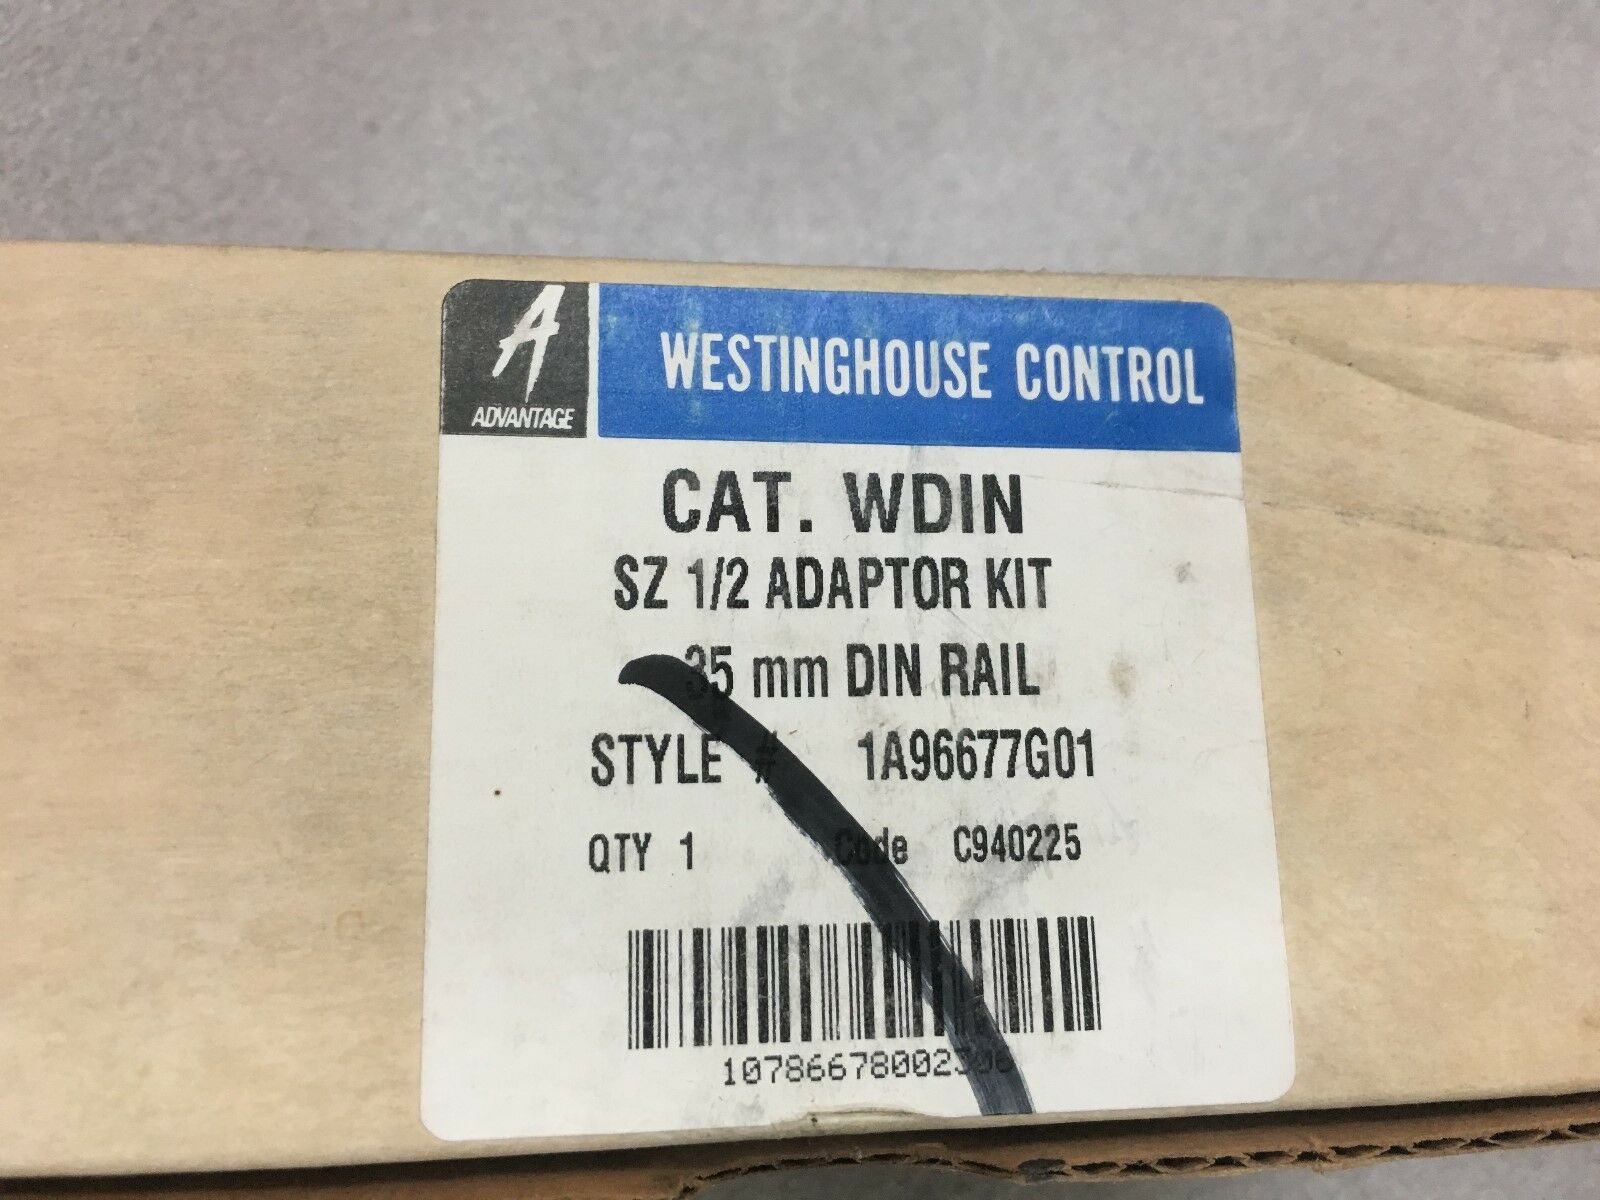 A
ADVANTAGE
WESTINGHOUSE CONTROL
CAT. WDIN
SZ 1/2 ADAPTOR KIT
35 mm DIN RAIL
STYLE # 1A96677G01
QTY 1 Code C940225
10786678002306